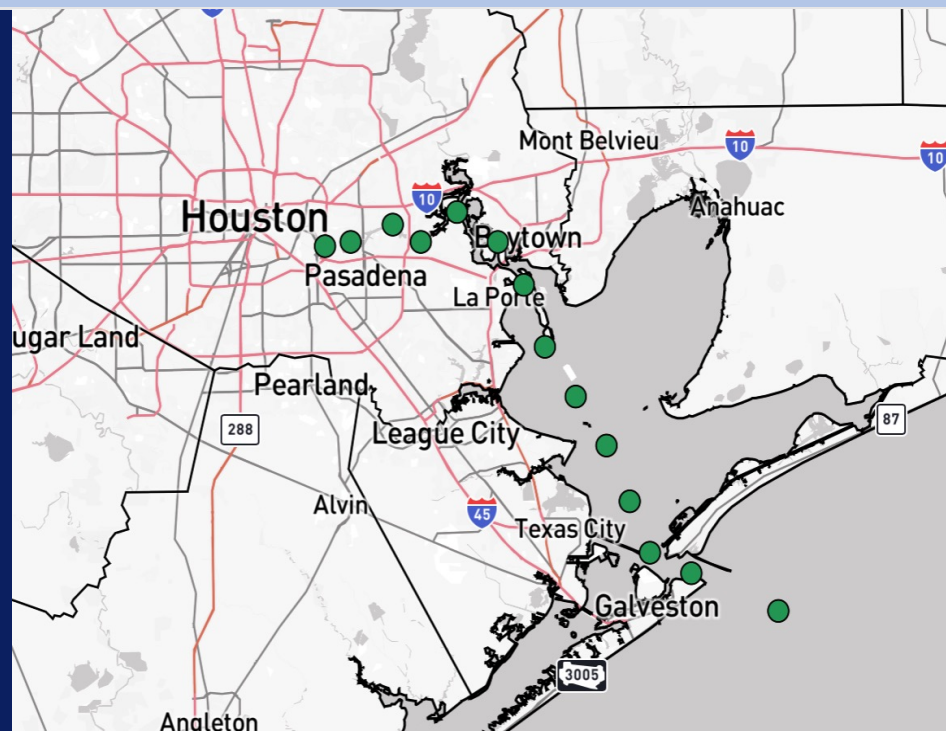 Mont Belvieu
10
10
10
Anahuac
Houston
Baytown
Pasadena
La Porte
ugar Land
Pearland
87
288
League City
Alvin
45
Texas City
Galveston
3005
Angleton